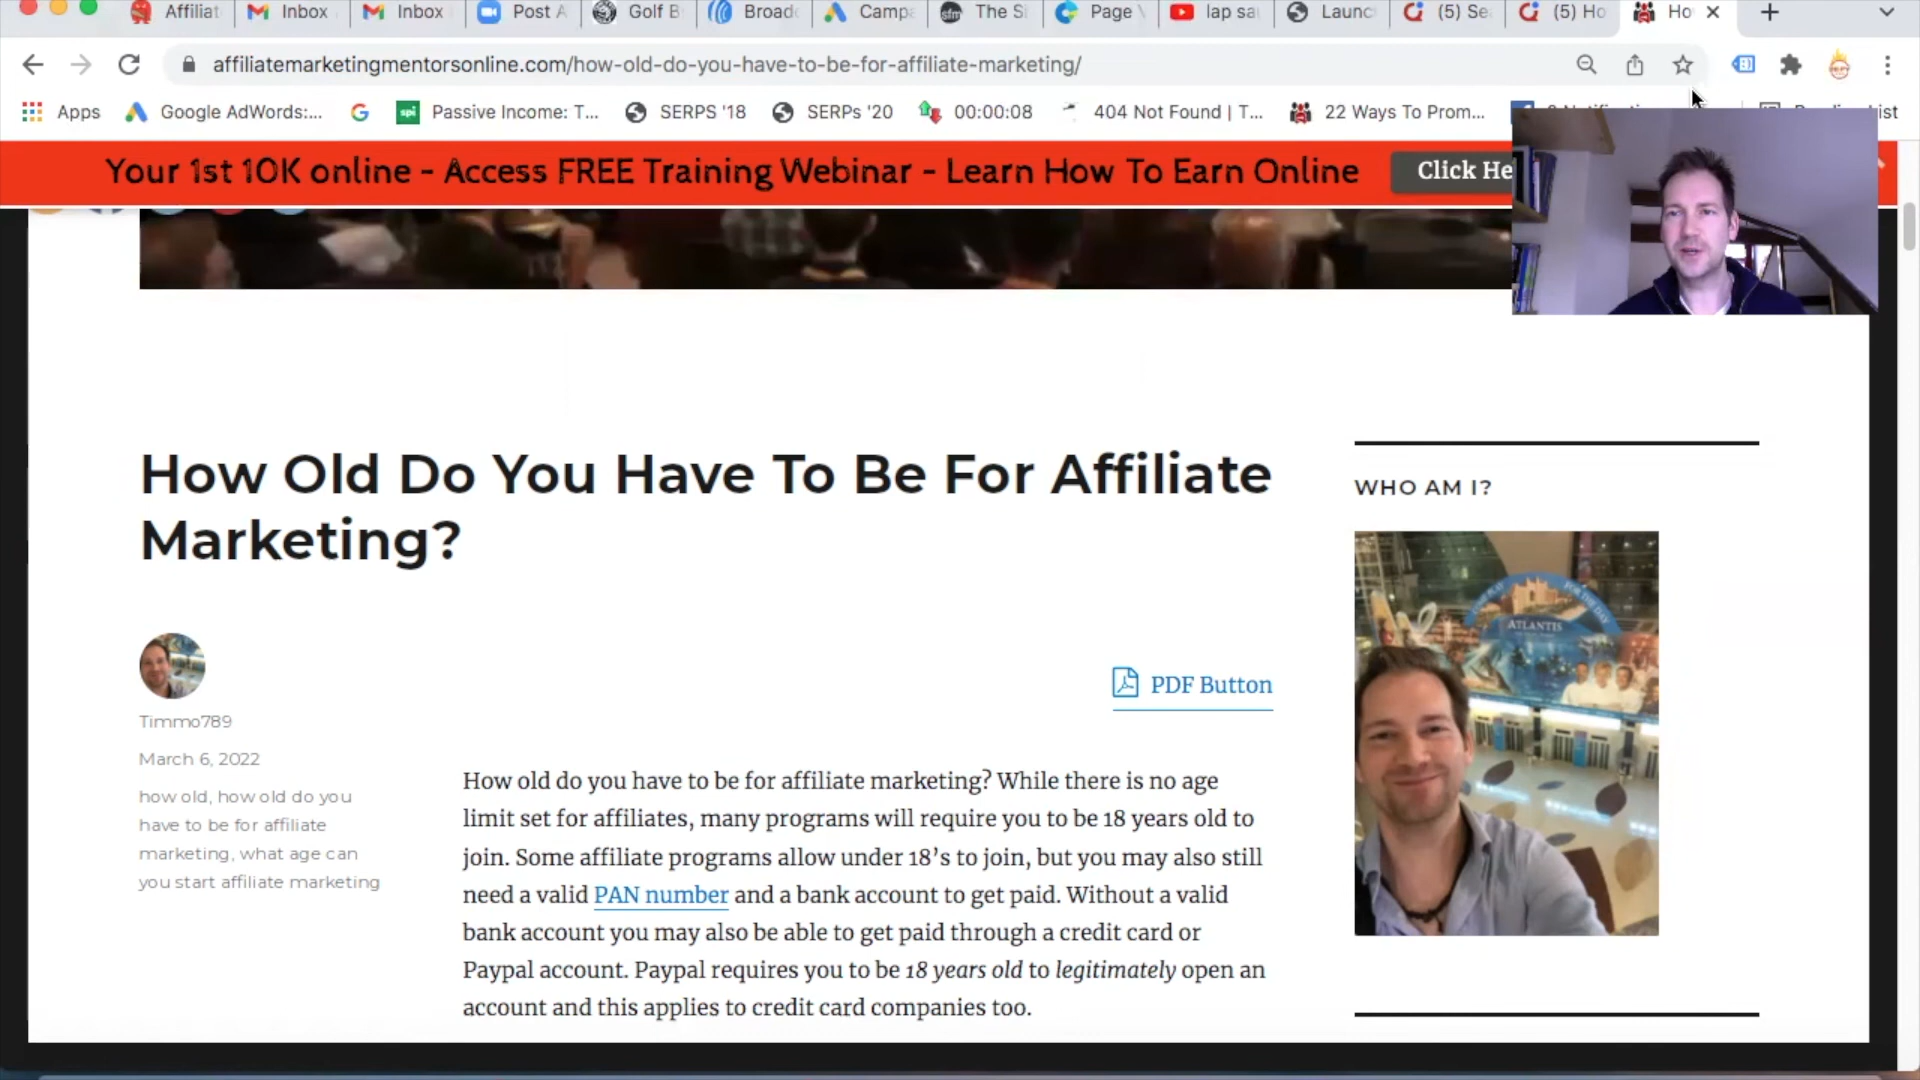 Affiliat
Inbox
Inbox
Post A
Golf B
Broad
Campa
The Si
Page
lap sau
Launc
(5) Se
(5) Ho
Ho
affiliatemarketingmentorsonline.com/how-old-do-you-have-to-be-for-affiliate-marketing/
Apps
Google AdWords:...
Passive Income: T...
SERPS '18
SERPs '20
00:00:08
404 Not Found | T...
22 Ways To Prom...
Your 1st 10K online - Access FREE Training Webinar - Learn How To Earn Online
Click He
How Old Do You Have To Be For Affiliate
Marketing?
WHO AM I?
ATLANTIS
Timmo789
March 6, 2022
how old, how old do you
have to be for affiliate
marketing, what age can
you start affiliate marketing
PDF Button
How old do you have to be for affiliate marketing? While there is no age
limit set for affiliates, many programs will require you to be 18 years old to
join. Some affiliate programs allow under 18's to join, but you may also still
need a valid PAN number and a bank account to get paid. Without a valid
bank account you may also be able to get paid through a credit card or
Paypal account. Paypal requires you to be 18 years old to legitimately open an
account and this applies to credit card companies too.